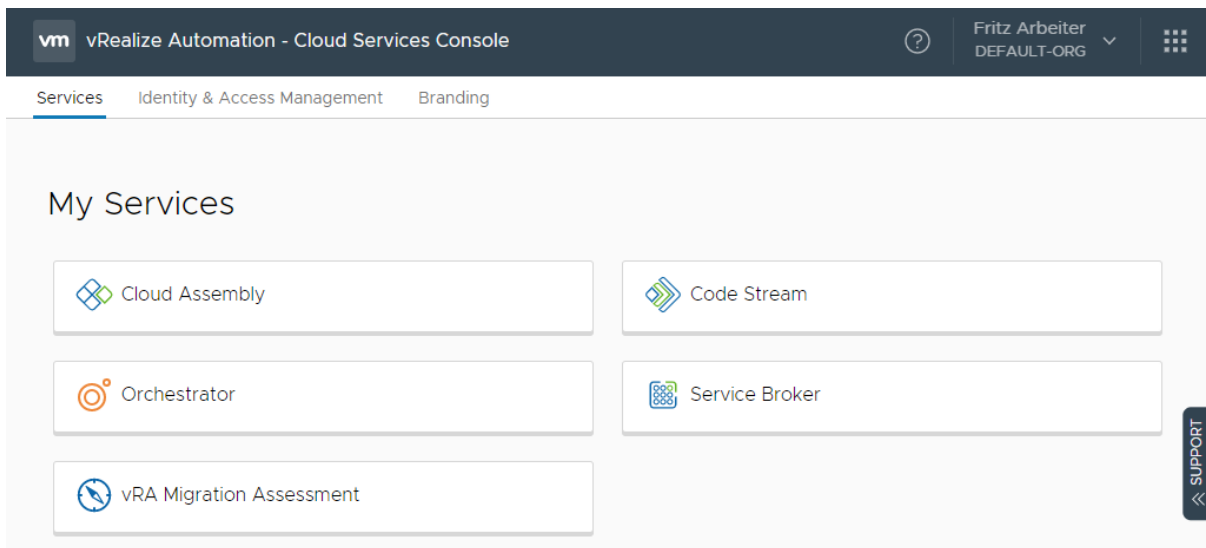 vm vRealize Automation - Cloud Services Console
Fritz Arbeiter
DEFAULT-ORG
Services Identity & Access Management Branding
My Services
Cloud Assembly
Code Stream
Orchestrator
Service Broker
vRA Migration Assessment
SUPPORT